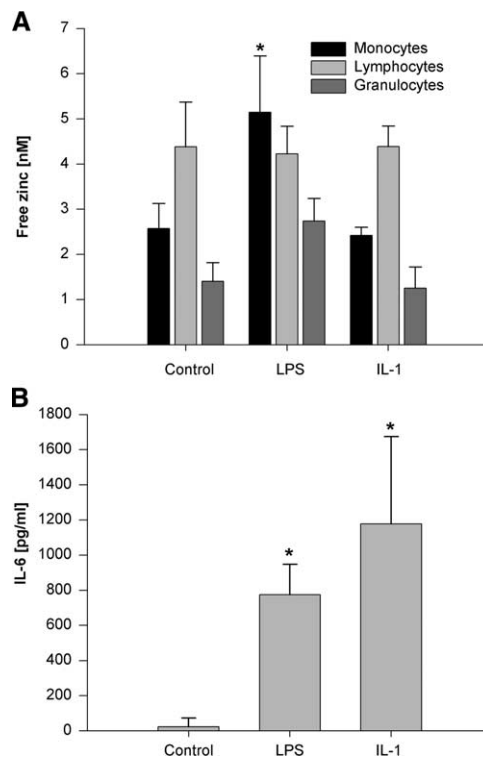 A
Free zinc [nM]
7
6
5
4
3
2
1
0
*
Monocytes
Lymphocytes
Granulocytes
Control LPS IL-1
B
IL-6 [pg/ml]
1800
1600
1400
1200
1000
800
600
400
200
0
*
*
Control LPS IL-1